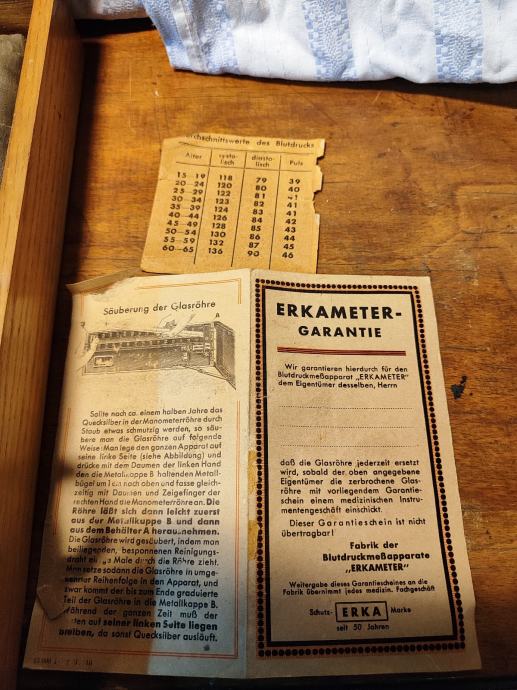 chschnittswerte des Blutdrucks
Alter systo- diasto- Puls
lisch lisch
15 19 118 79 39
20 24 120 80 40
25 29 122 81 41
30 34 123 82 41
35 39 124 83 41
40 44 126 84 42
45 49 128 85 43
50 54 130 86 44
55 59 132 87 45
60—65 136 90 46
Säuberung der Glasröhre
A
Sollte nach ca. einem halben Jahre das
Quecksilber in der Manometerröhre durch
Staub etwas schmutzig werden, so säu-
bere man die Glasröhre auf folgende
Weise: Man lege den ganzen Apparat auf
seine linke Seite (siehe Abbildung) und
drücke mit dem Daumen der linken Hand
den die Metallkuppe B haltenden Metall-
bügel um 1 cm nach oben und fasse gleich-
zeitig mit Daumen und Zeigefinger der
rechten Hand die Manometerröhre an. Die
Röhre läßt sich dann leicht zuerst
aus der Metallkuppe B und dann
aus dem Behälter A herausnehmen.
Die Glasröhre wird gesäubert, indem man
beiliegenden, besponnenen Reinigungs-
draht einige Male durch die Röhre zieht.
Man setze sodann die Glasröhre in umge-
kehrter Reihenfolge in den Apparat, und
zwar kommt der bis zum Ende graduierte
Teil der Glasröhre in die Metallkuppe B.
Während der ganzen Zeit muß der
auf seiner linken Seite liegen
bleiben, da sonst Quecksilber ausläuft.
ERKAMETER-
GARANTIE
Wir garantieren hierdurch für den
Blutdruckmeßapparat „ERKAMETER"
dem Eigentümer desselben, Herrn
daß die Glasröhre jederzeit ersetzt
wird, sobald der oben angegebene
Eigentümer die zerbrochene Glas-
röhre mit vorliegendem Garantie-
schein einem medizinischen Instru-
mentengeschäft einschickt.
Dieser Garantieschein ist nicht
übertragbar!
Fabrik der
Blutdruckmeßapparate
„ERKAMETER"
Weitergabe dieses Garantiescheines an die
Fabrik übernimmt jedes medizin. Fachgeschäft
Schutz- ERKA Marke
seit 50 Jahren